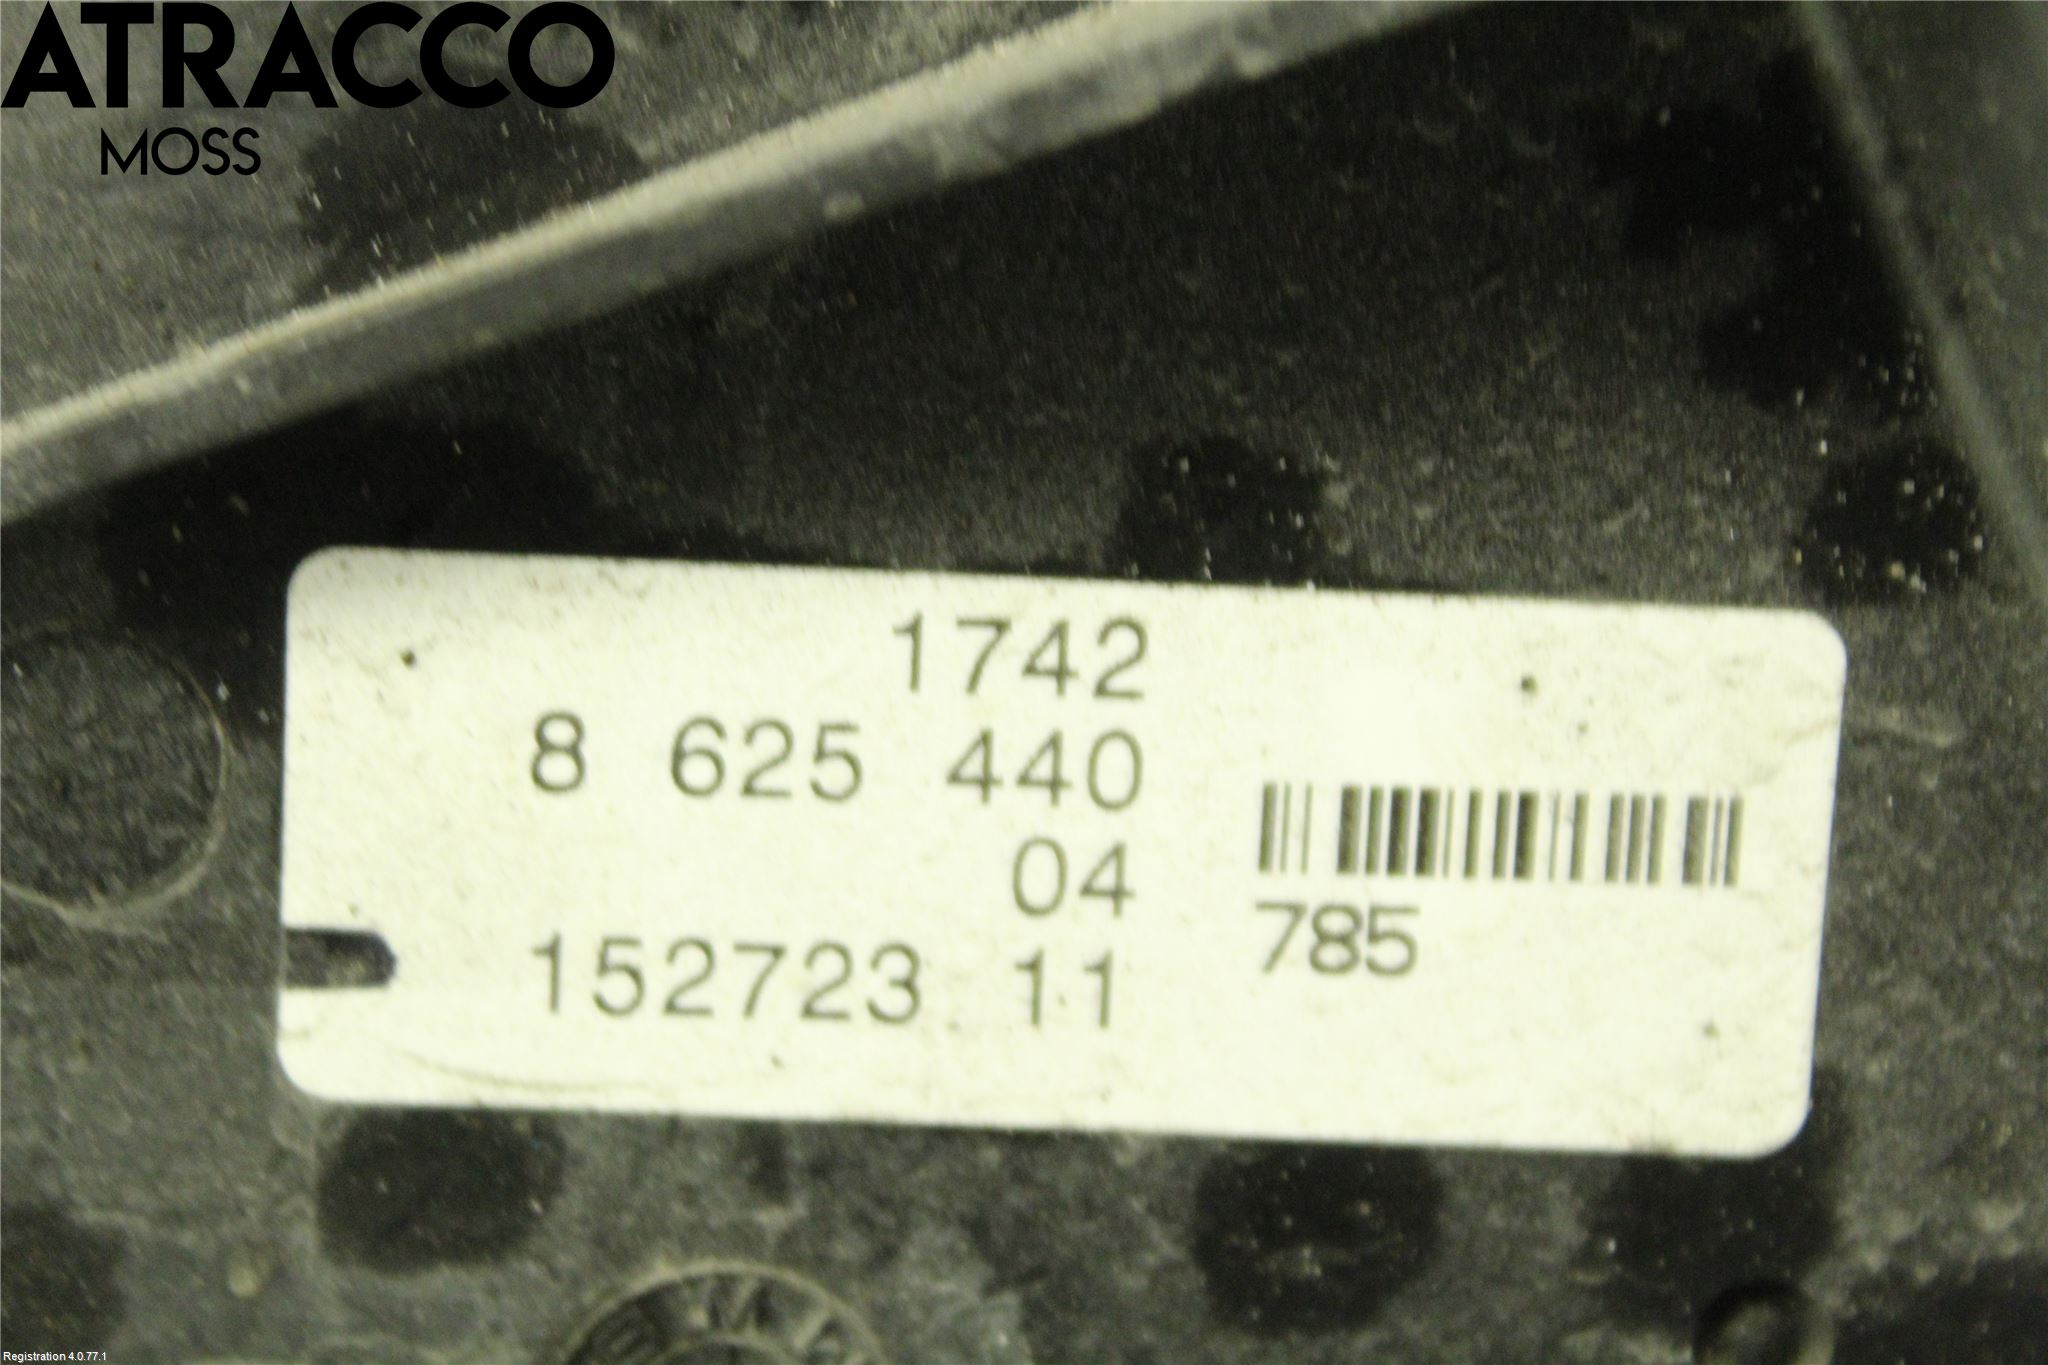 ATRACCO
MOSS
1742
8 625 440
04
785
152723 11
Registration 4.0.77.1